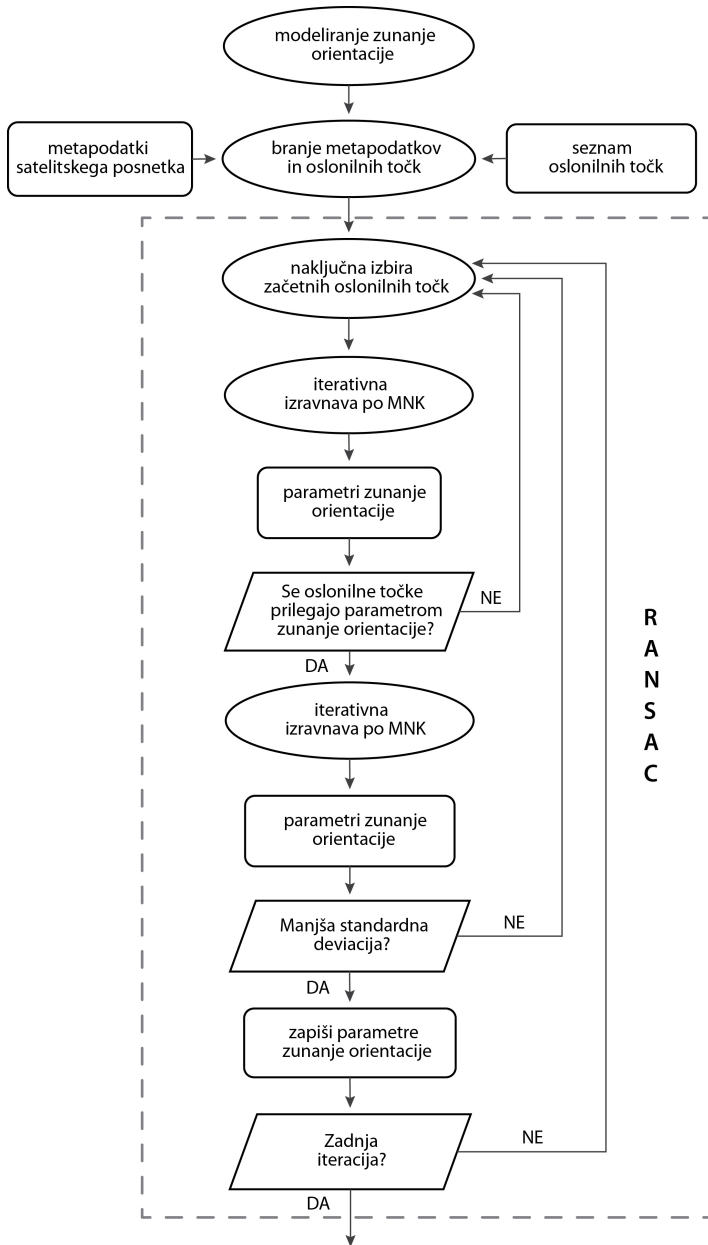 modeliranje zunanje
orientacije
metapodatki
satelitskega posnetka
branje metapodatkov
in oslonilnih točk
seznam
oslonilnih točk
naključna izbira
začetnih oslonilnih točk
iterativna
izravnava po MNK
parametri zunanje
orientacije
Se oslonilne točke
prilegajo parametrom
zunanje orientacije?
NE
DA
iterativna
izravnava po MNK
parametri zunanje
orientacije
Manjša standardna
deviacija?
NE
DA
zapiši parametre
zunanje orientacije
Zadnja
iteracija?
NE
DA
R
A
N
S
A
C